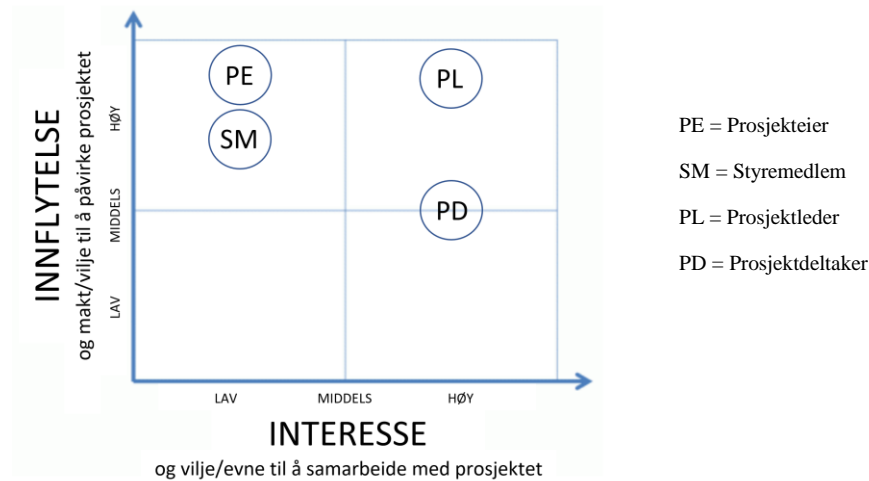 INNFLYTELSE
og makt/vilje til å påvirke prosjektet
HØY
MIDDELS
LAV
PE
SM
PL
PD
LAV MIDDELS HØY
INTERESSE
og vilje/evne til å samarbeide med prosjektet
PE = Prosjekteier
SM = Styremedlem
PL = Prosjektleder
PD = Prosjektdeltaker